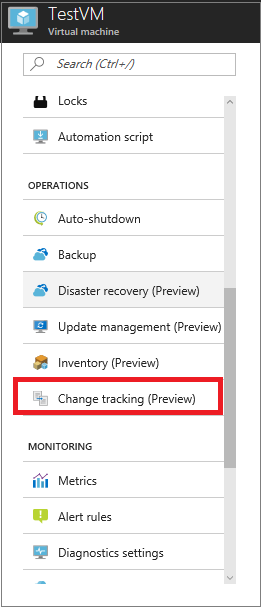 TestVM
Virtual machine
Search (Ctrl+/)
Locks
Automation script
OPERATIONS
Auto-shutdown
Backup
Disaster recovery (Preview)
Update management (Preview)
Inventory (Preview)
Change tracking (Preview)
MONITORING
Metrics
Alert rules
Diagnostics settings